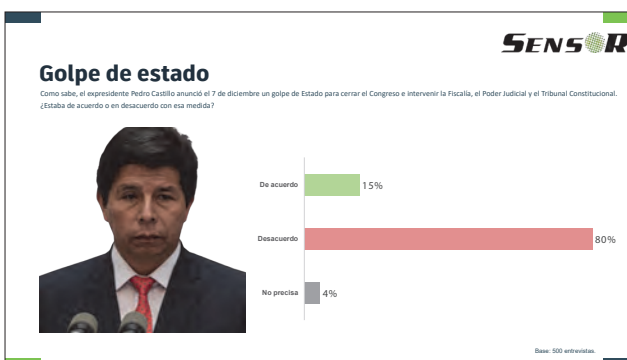 SENSOR
Golpe de estado
Como sabe, el expresidente Pedro Castillo anunció el 7 de diciembre un golpe de Estado para cerrar el Congreso e intervenir la Fiscalía, el Poder Judicial y el Tribunal Constitucional.
¿Estaba de acuerdo o en desacuerdo con esa medida?
De acuerdo 15%
Desacuerdo 80%
No precisa 4%
Base: 500 entrevistas.